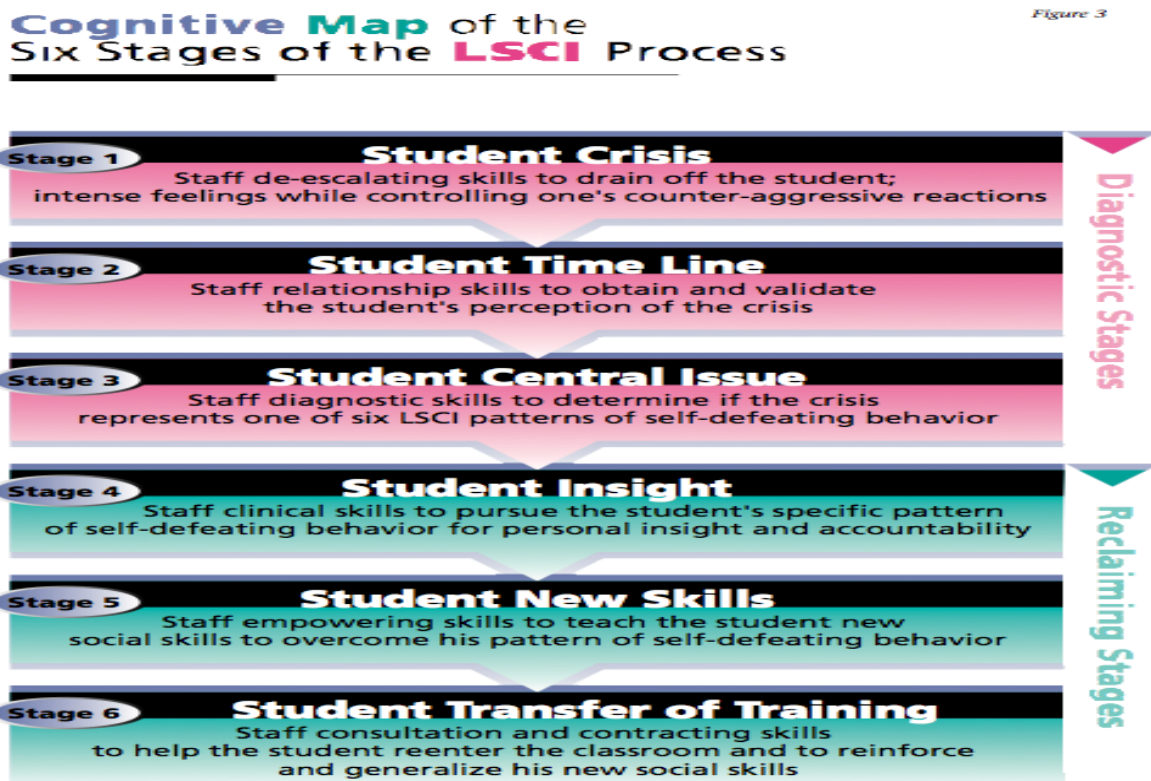 Figure 3
Cognitive Map of the
Six Stages of the LSCI Process
Stage 1
Student Crisis
Staff de-escalating skills to drain off the student;
intense feelings while controlling one's counter-aggressive reactions
Stage 2
Student Time Line
Staff relationship skills to obtain and validate
the student's perception of the crisis
Stage 3
Student Central Issue
Staff diagnostic skills to determine if the crisis
represents one of six LSCI patterns of self-defeating behavior
Diagnostic Stages
Stage 4
Student Insight
Staff clinical skills to pursue the student's specific pattern
of self-defeating behavior for personal insight and accountability
Stage 5
Student New Skills
Staff empowering skills to teach the student new
social skills to overcome his pattern of self-defeating behavior
Stage 6
Student Transfer of Training
Staff consultation and contracting skills
to help the student reenter the classroom and to reinforce
and generalize his new social skills
Reclaiming Stages